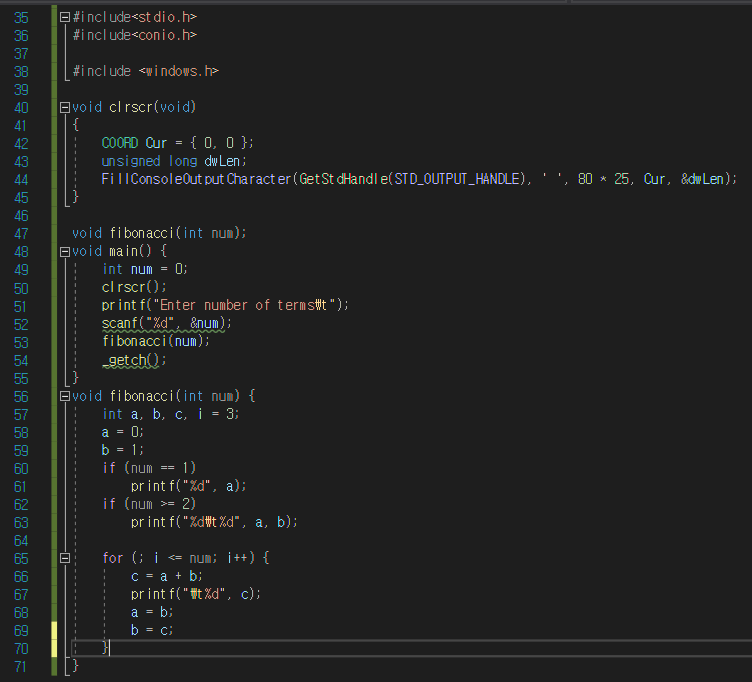 35 #include<stdio.h>
36 #include<conio.h>
37
38 #include <windows.h>
39
40 void clrscr(void)
41 {
42 COORD Cur = { 0, 0 };
43 unsigned long dwLen;
44 FillConsoleOutputCharacter(GetStdHandle(STD_OUTPUT_HANDLE), ' ', 80 * 25, Cur, &dwLen);
45 }
46
47 void fibonacci(int num);
48 void main() {
49 int num = 0;
50 clrscr();
51 printf("Enter number of terms₩t");
52 scanf("%d", &num);
53 fibonacci(num);
54 _getch();
55 }
56 void fibonacci(int num) {
57 int a, b, c, i = 3;
58 a = 0;
59 b = 1;
60 if (num == 1)
61 printf("%d", a);
62 if (num >= 2)
63 printf("%d₩t%d", a, b);
64
65 for (; i <= num; i++) {
66 c = a + b;
67 printf("₩t%d", c);
68 a = b;
69 b = c;
70 }
71 }